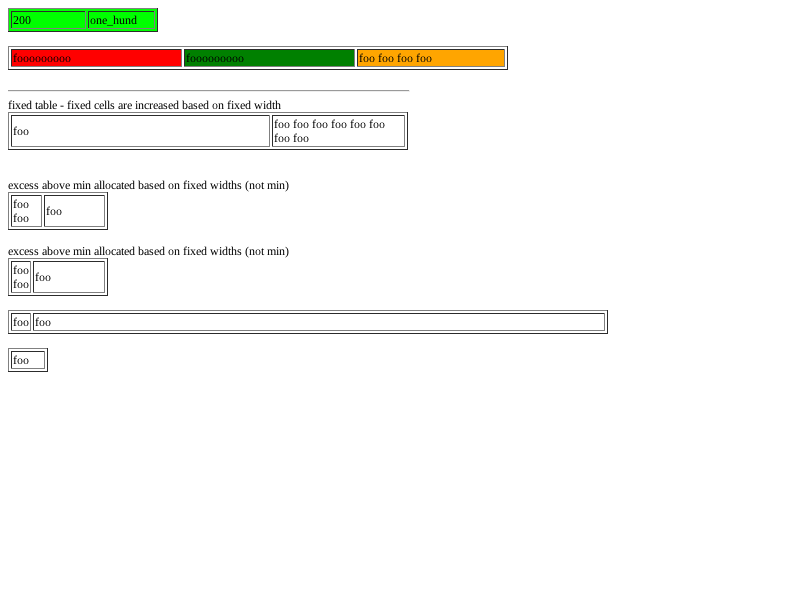 200 one_hund
fooooooooo fooooooooo foo foo foo foo
fixed table - fixed cells are increased based on fixed width
foo foo foo foo foo foo foo
foo foo
excess above min allocated based on fixed widths (not min)
foo
foo foo
excess above min allocated based on fixed widths (not min)
foo
foo foo
foo foo
foo